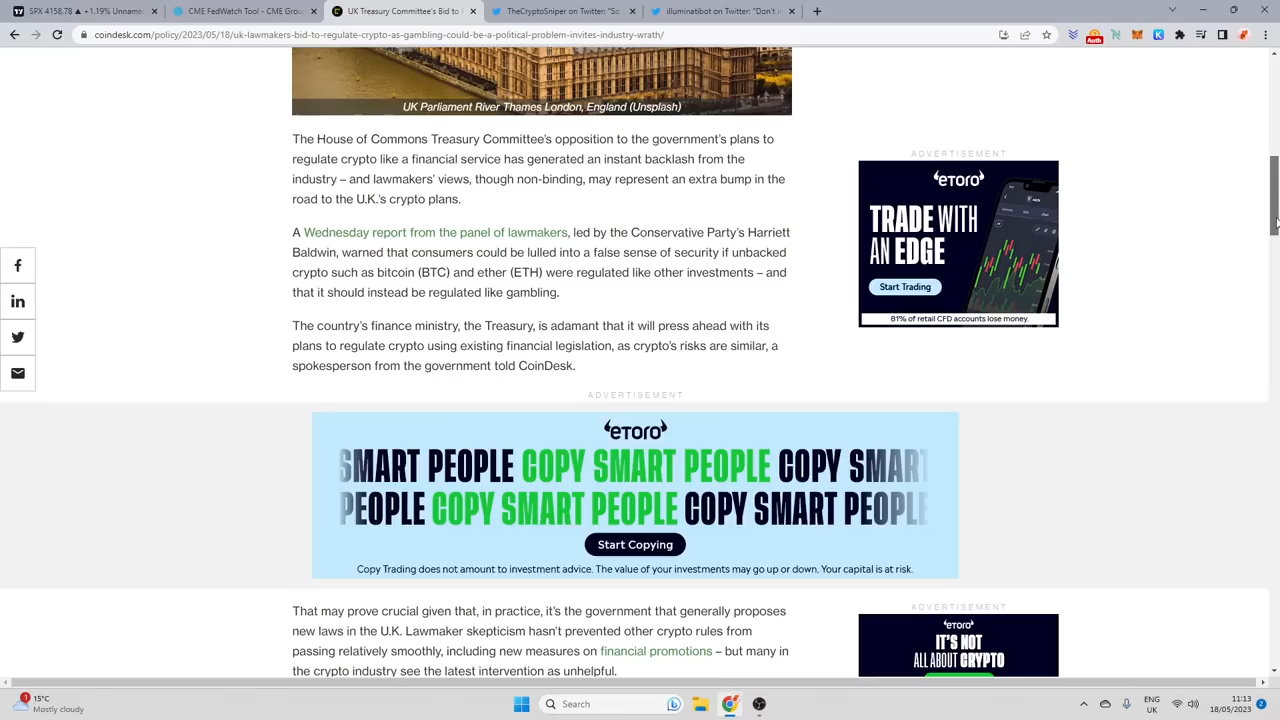 SPX 4158.78 ▲ +1.19% Unnamed
CME FedWatch Tool - CME Group
UK Lawmakers' Bid to
TheScalpingPro on Twitter: "So
CryptoCon on Twitter: "Someth
coindesk.com/policy/2023/05/18/uk-lawmakers-bid-to-regulate-crypto-as-gambling-could-be-a-political-problem-invites-industry-wrath/
Auth
UK Parliament River Thames London, England (Unsplash)
The House of Commons Treasury Committee's opposition to the government's plans to
regulate crypto like a financial service has generated an instant backlash from the
industry – and lawmakers' views, though non-binding, may represent an extra bump in the
road to the U.K.'s crypto plans.
A Wednesday report from the panel of lawmakers, led by the Conservative Party's Harriett
Baldwin, warned that consumers could be lulled into a false sense of security if unbacked
crypto such as bitcoin (BTC) and ether (ETH) were regulated like other investments – and
that it should instead be regulated like gambling.
The country's finance ministry, the Treasury, is adamant that it will press ahead with its
plans to regulate crypto using existing financial legislation, as crypto's risks are similar, a
spokesperson from the government told CoinDesk.
ADVERTISEMENT
eToro
TRADE WITH
AN EDGE
Start Trading
81% of retail CFD accounts lose money.
ADVERTISEMENT
eToro
SMART PEOPLE COPY SMART PEOPLE COPY SMART
PEOPLE COPY SMART PEOPLE COPY SMART PEOPLE
Start Copying
Copy Trading does not amount to investment advice. The value of your investments may go up or down. Your capital is at risk.
That may prove crucial given that, in practice, it's the government that generally proposes
new laws in the U.K. Lawmaker skepticism hasn't prevented other crypto rules from
passing relatively smoothly, including new measures on financial promotions – but many in
the crypto industry see the latest intervention as unhelpful.
ADVERTISEMENT
eToro
IT'S NOT
ALL ABOUT CRYPTO
1
15°C
Mostly cloudy
Search
ENG
UK
11:13
18/05/2023
2